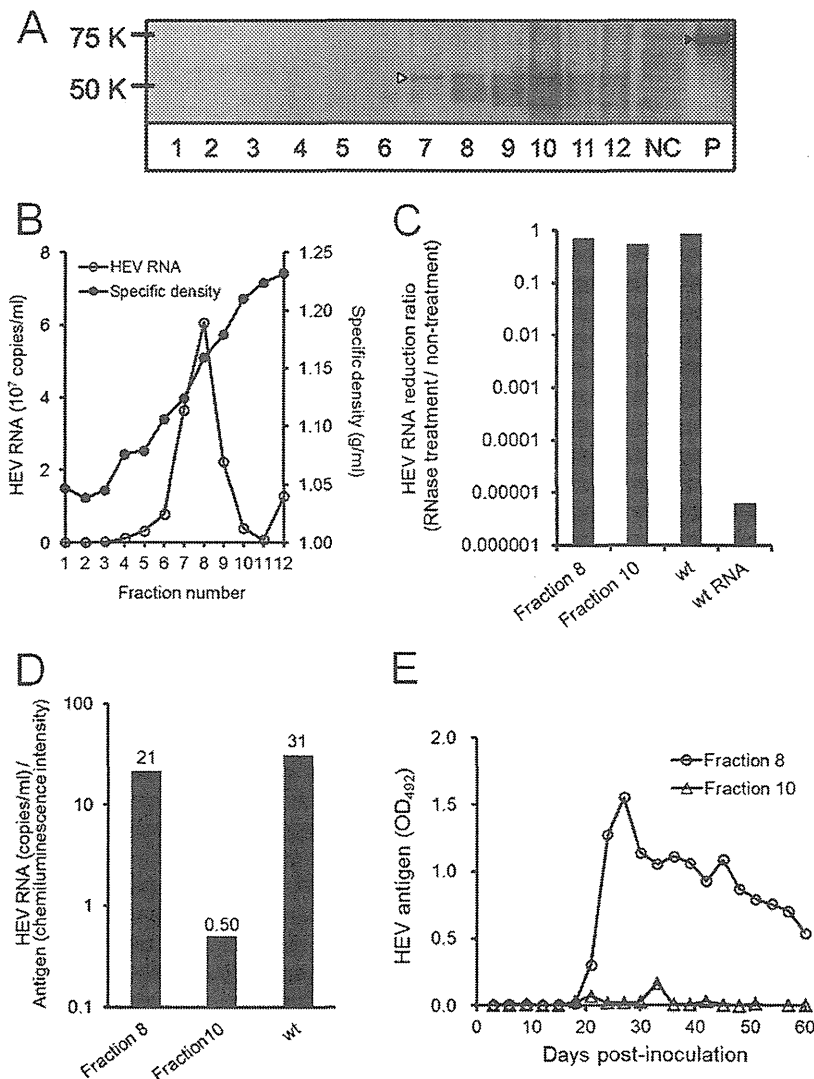 A
75 K
50 K
1 2 3 4 5 6 7 8 9 10 11 12 NC P
B
HEV RNA (10⁷ copies/ml)
8
6
4
2
0
HEV RNA
Specific density
1.25
1.20
1.15
1.10
1.05
1.00
Specific density (g/ml)
1 2 3 4 5 6 7 8 9 10 11 12
Fraction number
C
HEV RNA reduction ratio
(RNase treatment / non-treatment)
1
0.1
0.01
0.001
0.0001
0.00001
0.000001
Fraction 8
Fraction 10
wt
wt RNA
D
HEV RNA (copies/ml) /
Antigen (chemiluminescence intensity)
100
10
1
0.1
21
0.50
31
Fraction 8
Fraction10
wt
E
HEV antigen (OD₄₉₂)
2.0
1.5
1.0
0.5
0.0
Fraction 8
Fraction 10
0 10 20 30 40 50 60
Days post-inoculation